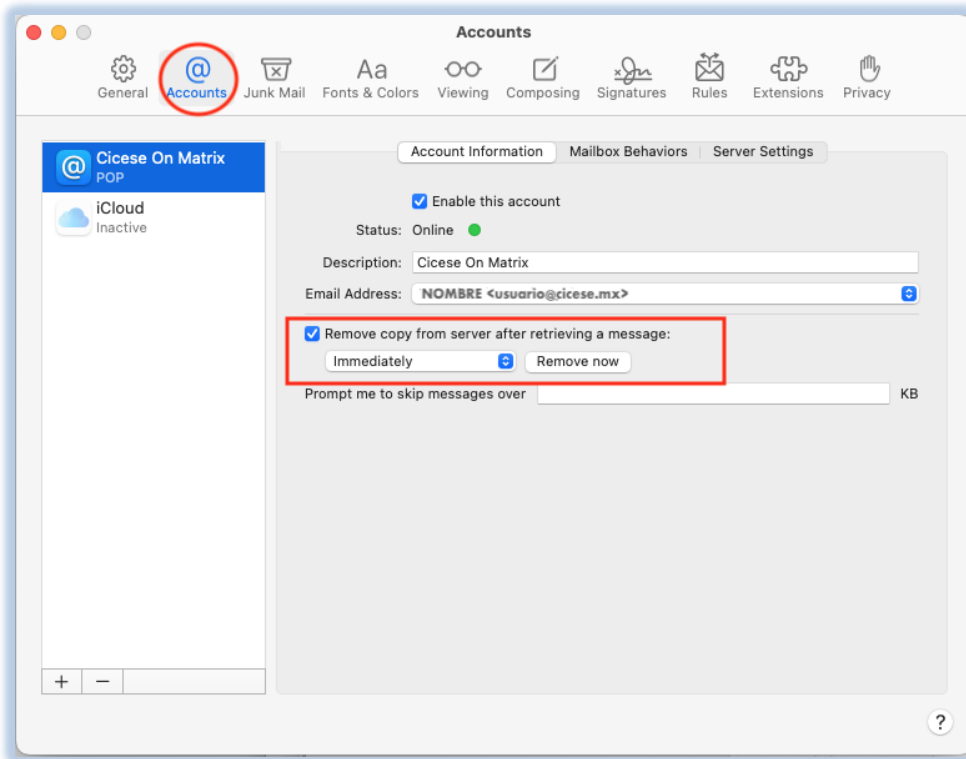 Accounts
General Accounts Junk Mail Fonts & Colors Viewing Composing Signatures Rules Extensions Privacy
Cicese On Matrix
POP
iCloud
Inactive
Account Information Mailbox Behaviors Server Settings
Enable this account
Status: Online
Description: Cicese On Matrix
Email Address: NOMBRE <usuario@cicese.mx>
Remove copy from server after retrieving a message:
Immediately Remove now
Prompt me to skip messages over KB
+ −
?